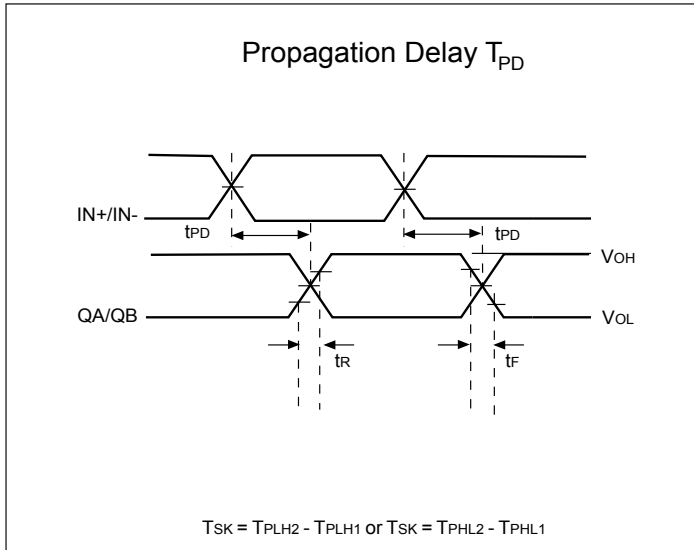 Propagation Delay TPD
IN+/IN-
tPD
tPD
VOH
QA/QB
VOL
tR
tF
TSK = TPLH2 - TPLH1 or TSK = TPHL2 - TPHL1